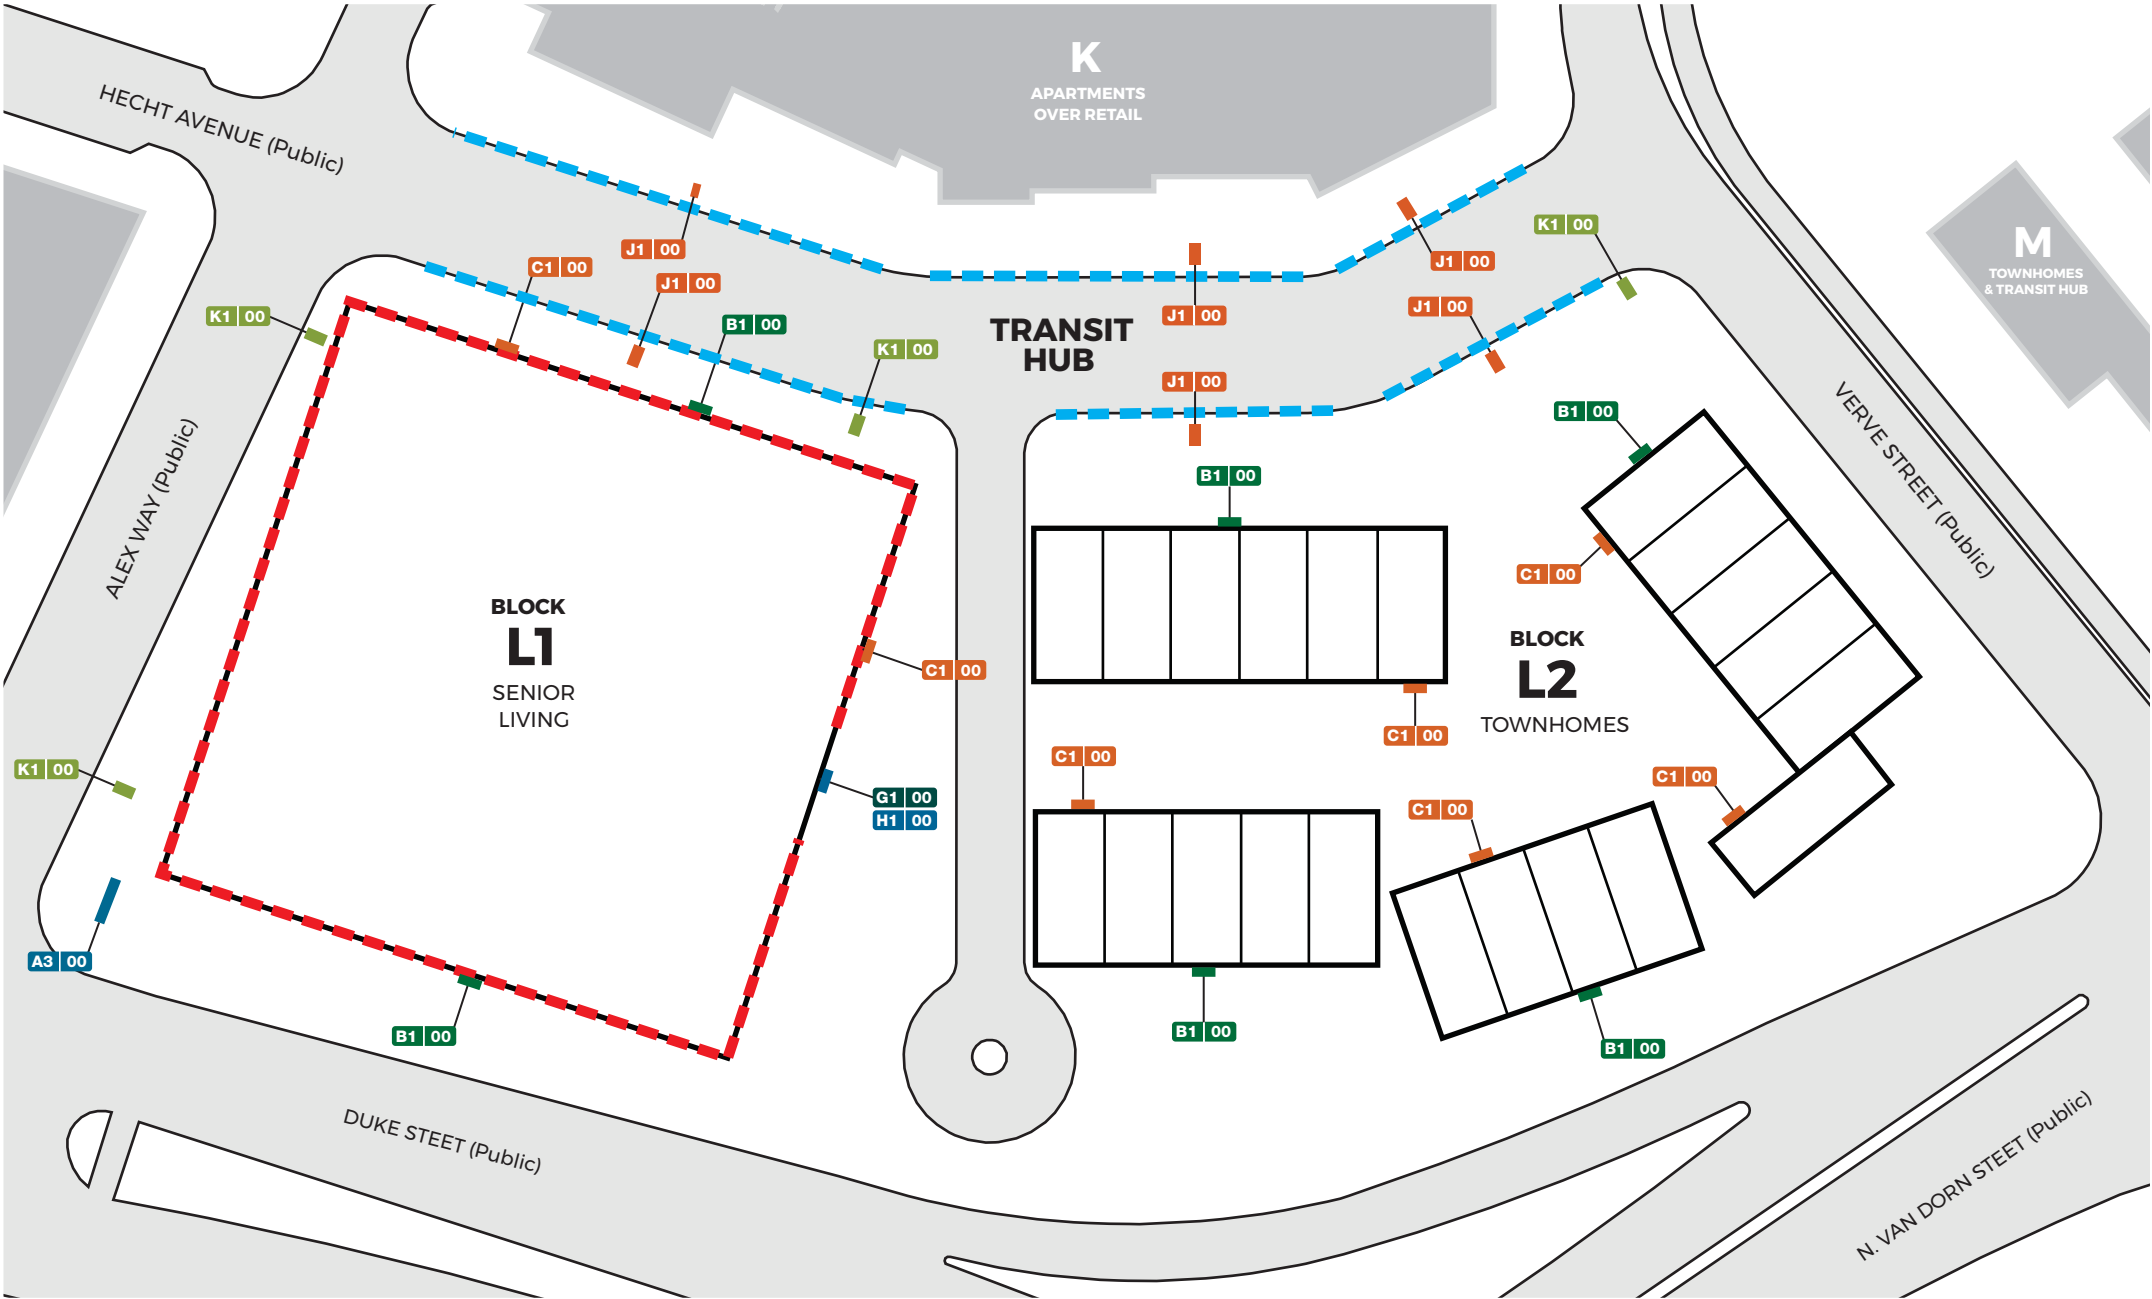 K
APARTMENTS
OVER RETAIL
HECHT AVENUE (Public)
J1 00
C1 00
J1 00
B1 00
K1 00
K1 00
J1 00
J1 00
K1 00
J1 00
J1 00
TRANSIT
HUB
M
TOWNHOMES
& TRANSIT HUB
VERVE STREET (Public)
ALEX WAY (Public)
B1 00
B1 00
C1 00
BLOCK
L1
SENIOR
LIVING
C1 00
BLOCK
L2
TOWNHOMES
C1 00
C1 00
C1 00
C1 00
K1 00
G1 00
H1 00
A3 00
B1 00
B1 00
B1 00
DUKE STEET (Public)
N. VAN DORN STEET (Public)